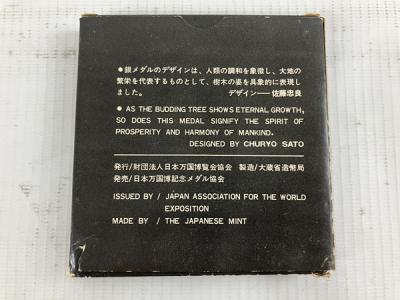 ● 銀メダルのデザインは、人類の調和を象徴し、大地の
繁栄を代表するものとして、樹木の姿を具象的に表現し
ました。 デザイン——佐藤忠良
● AS THE BUDDING TREE SHOWS ETERNAL GROWTH,
SO DOES THIS MEDAL SIGNIFY THE SPIRIT OF
PROSPERITY AND HARMONY OF MANKIND.
DESIGNED BY CHURYO SATO
発行/財団法人日本万国博覧会協会 製造/大蔵省造幣局
発売/日本万国博記念メダル協会
ISSUED BY / JAPAN ASSOCIATION FOR THE WORLD
EXPOSITION
MADE BY / THE JAPANESE MINT